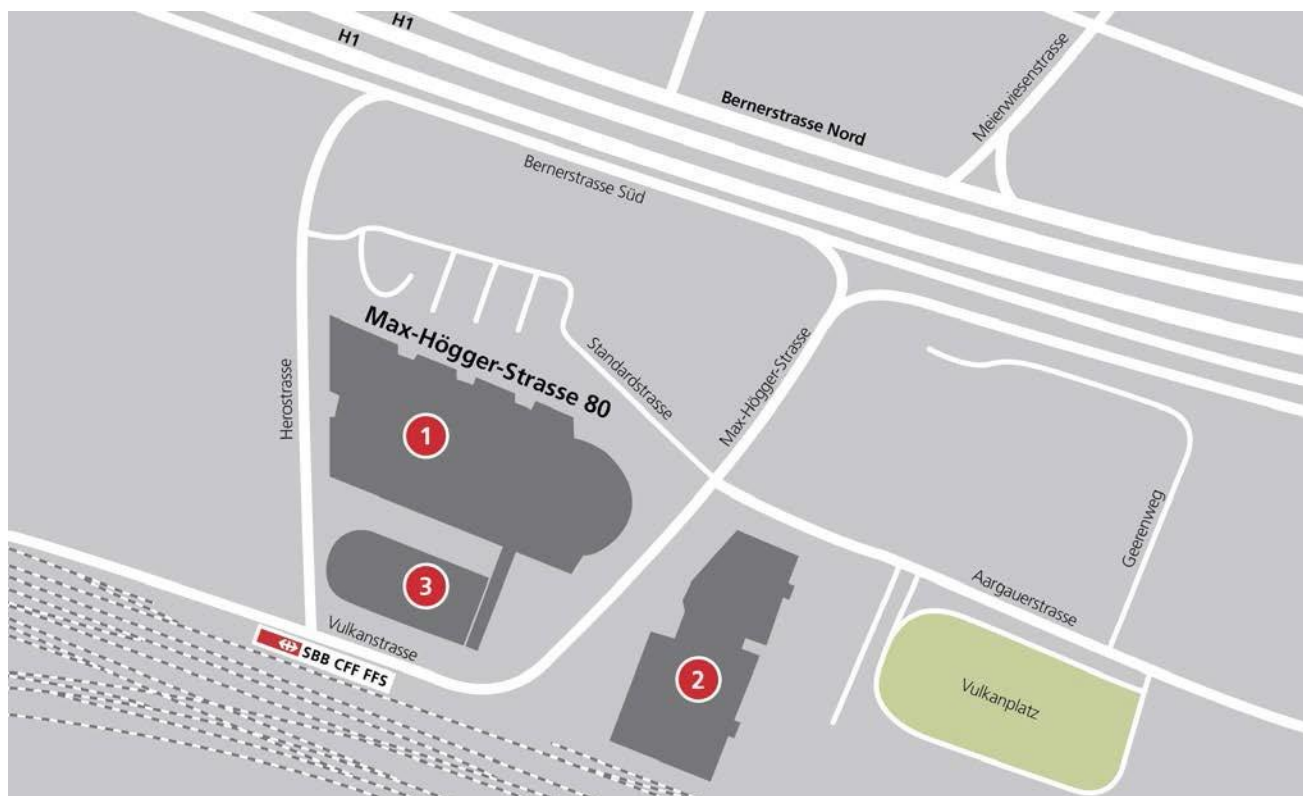 H1
H1
Bernerstrasse Nord
Meierwiesenstrasse
Bernerstrasse Süd
Max-Högger-Strasse 80
Standardstrasse
Max-Högger-Strasse
Herostrasse
1
Geerenweg
3
Aargauerstrasse
Vulkanstrasse
SBB CFF FFS
2
Vulkanplatz